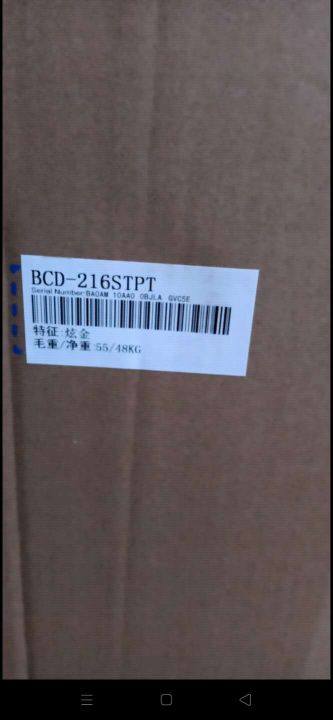 BCD-216STPT
Serial Number:BA0AM 10AA0 0BJLA GVC5E
特征:炫金
毛重/净重:55/48KG